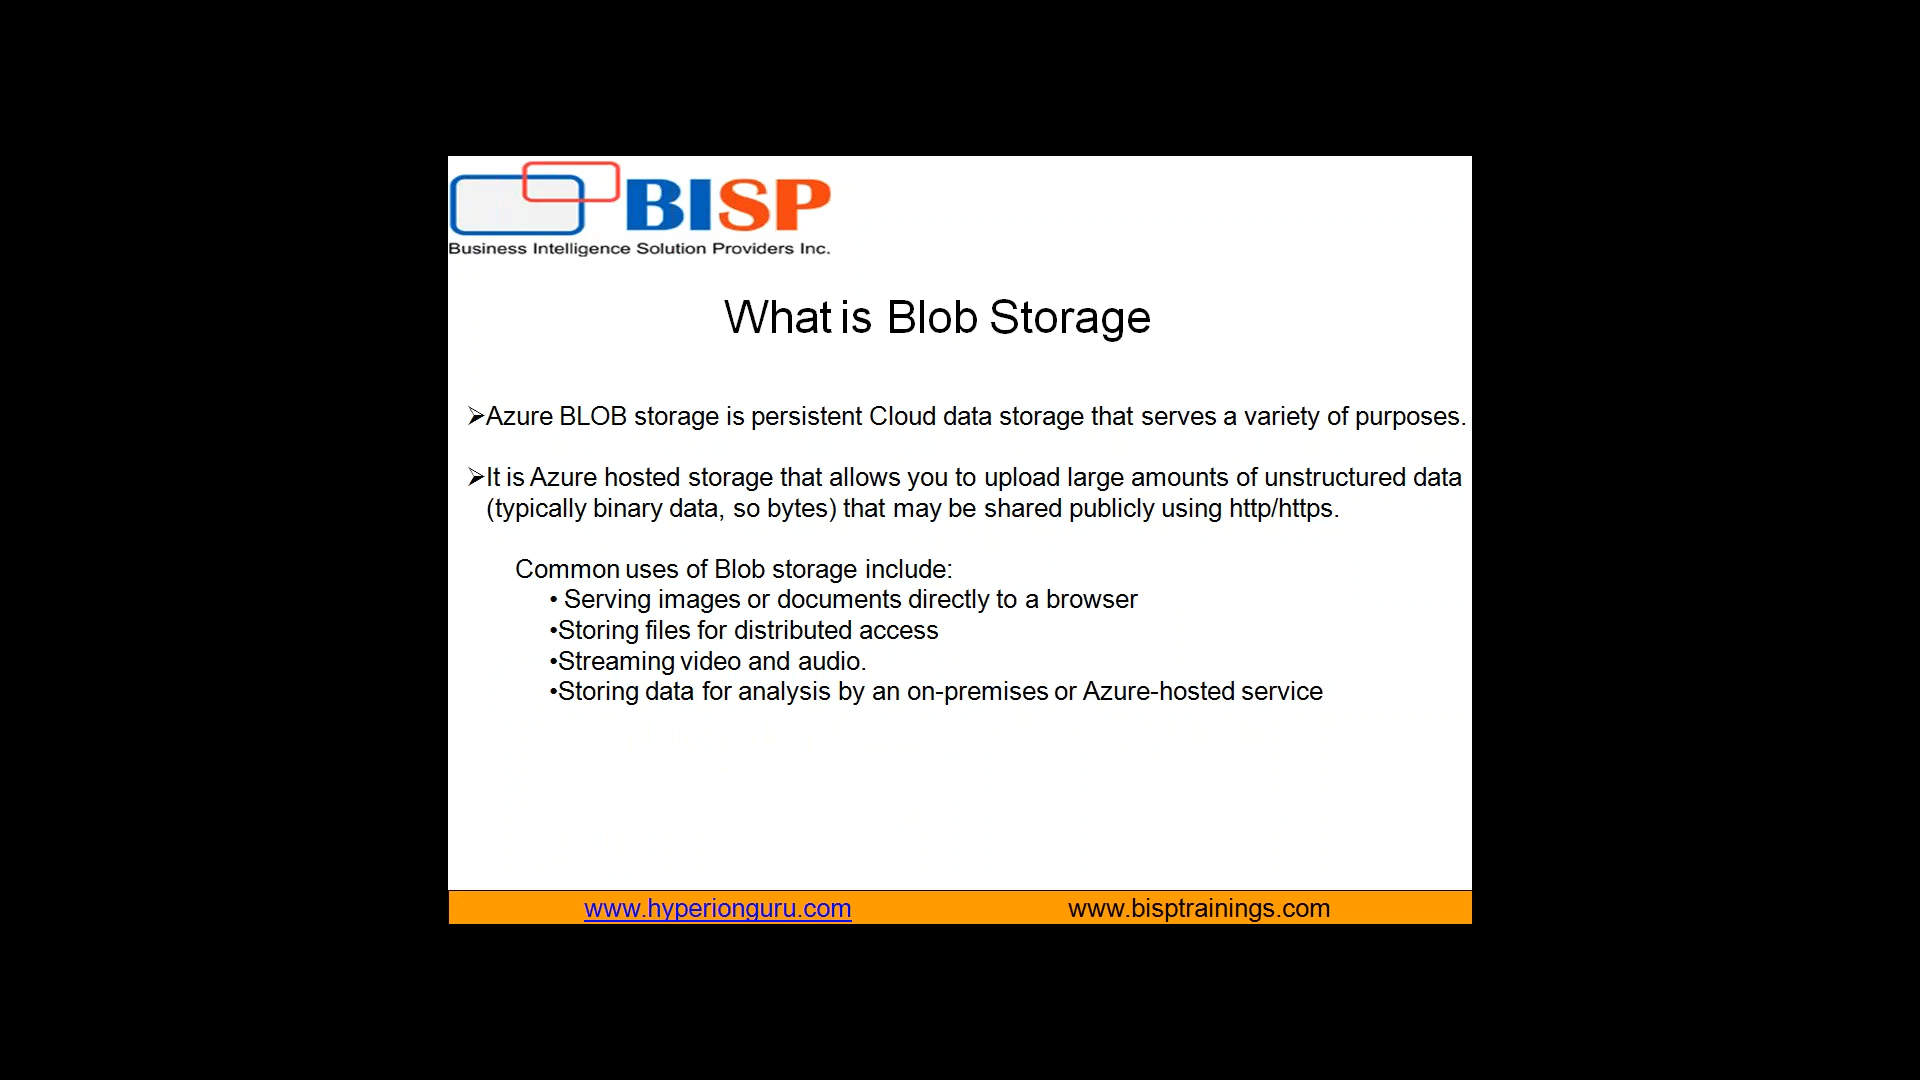 BISP
Business Intelligence Solution Providers Inc.
What is Blob Storage
➢Azure BLOB storage is persistent Cloud data storage that serves a variety of purposes.
➢It is Azure hosted storage that allows you to upload large amounts of unstructured data
(typically binary data, so bytes) that may be shared publicly using http/https.
Common uses of Blob storage include:
• Serving images or documents directly to a browser
•Storing files for distributed access
•Streaming video and audio.
•Storing data for analysis by an on-premises or Azure-hosted service
www.hyperionguru.com www.bisptrainings.com